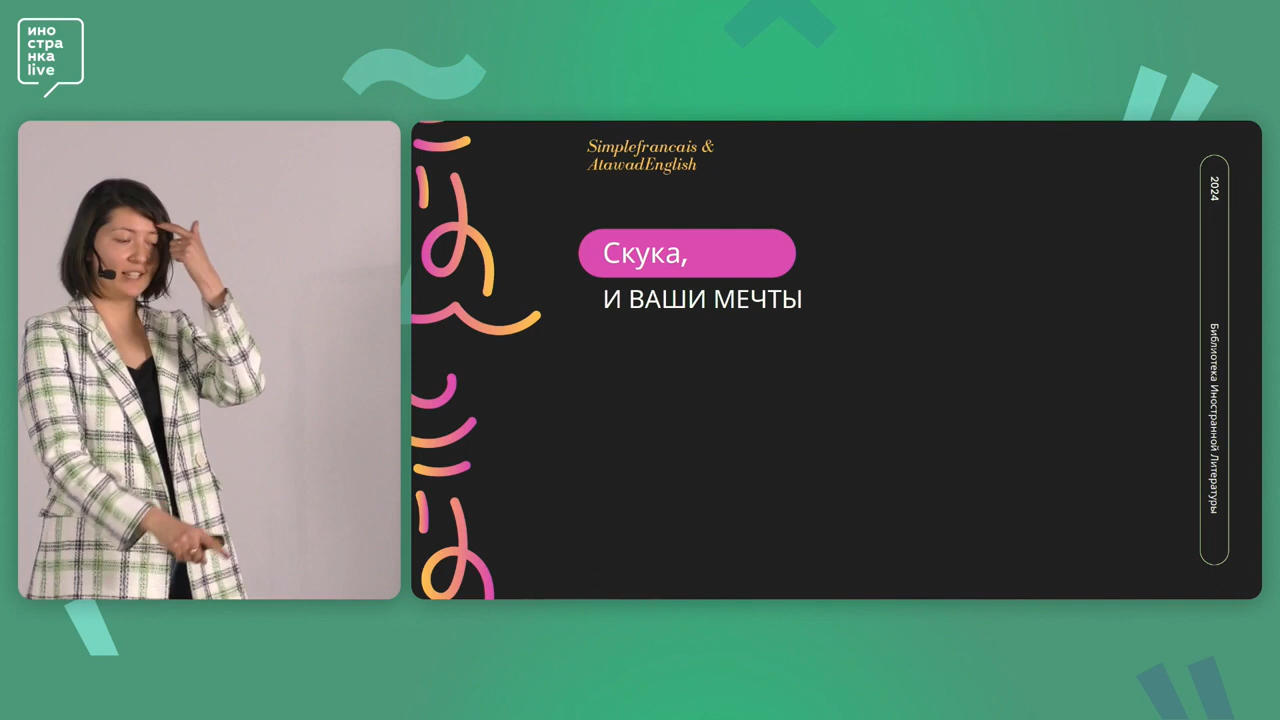 ино
стра
нка
live
Simplefrancais &
AtawadEnglish
Скука,
И ВАШИ МЕЧТЫ
2024
Библиотека Иностранной Литературы